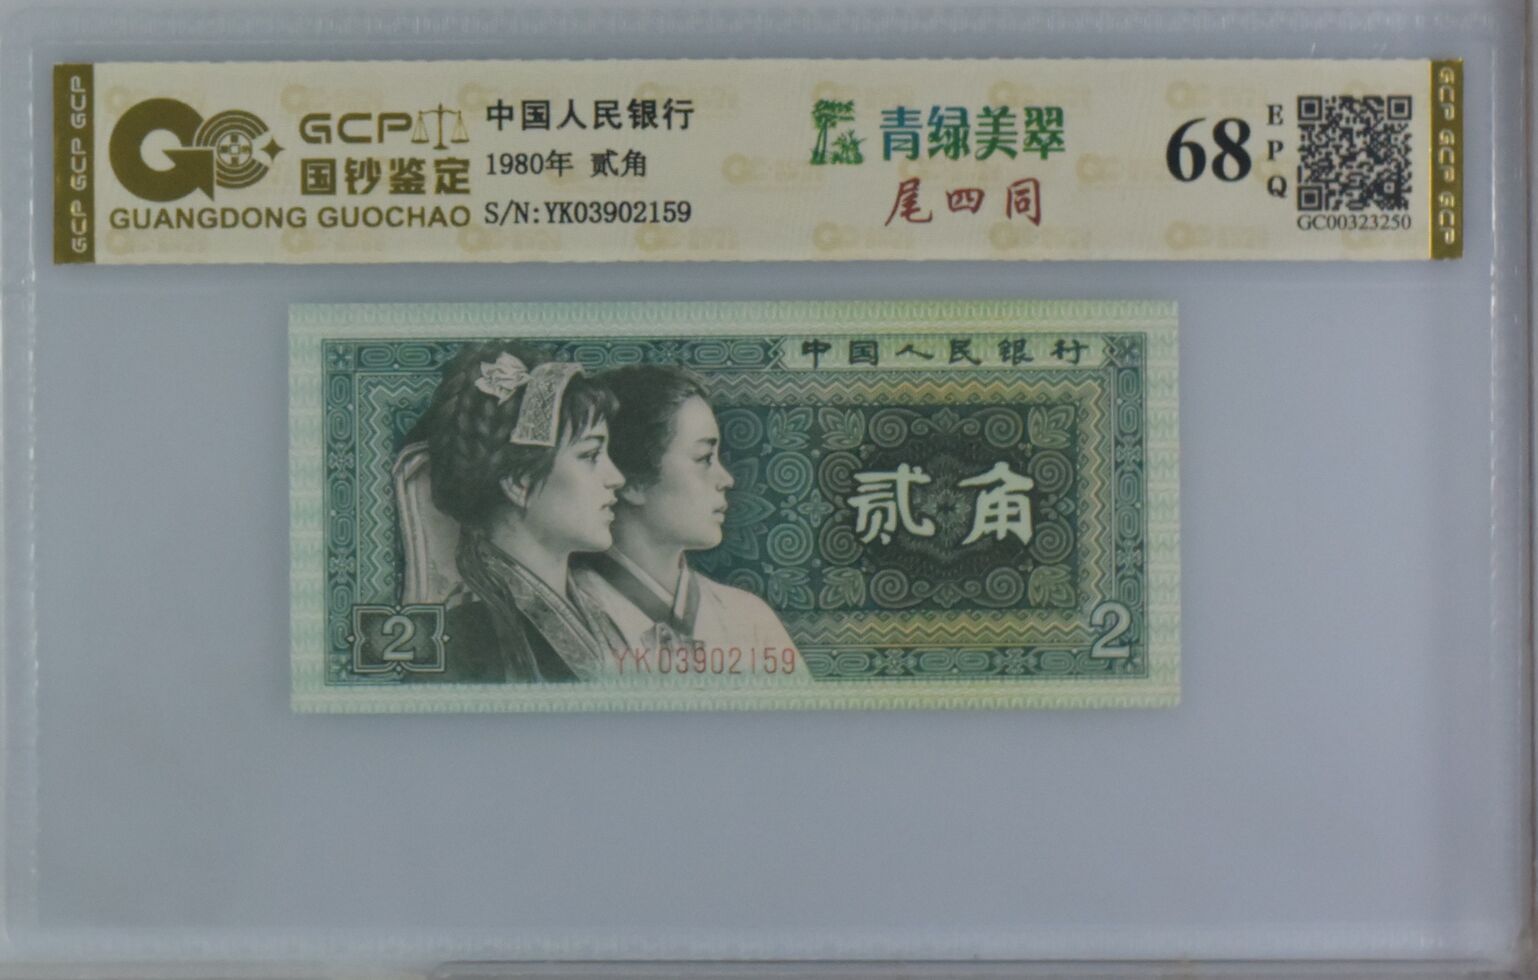 GCP GCP GCP
GCP
国钞鉴定
GUANGDONG GUOCHAO
中国人民银行
1980年 贰角
S/N:YK03902159
青绿美翠
尾四同
68
EPQ
GC00323250
GCP GCP GCP
中国人民银行
贰角
2
2
YK03902159